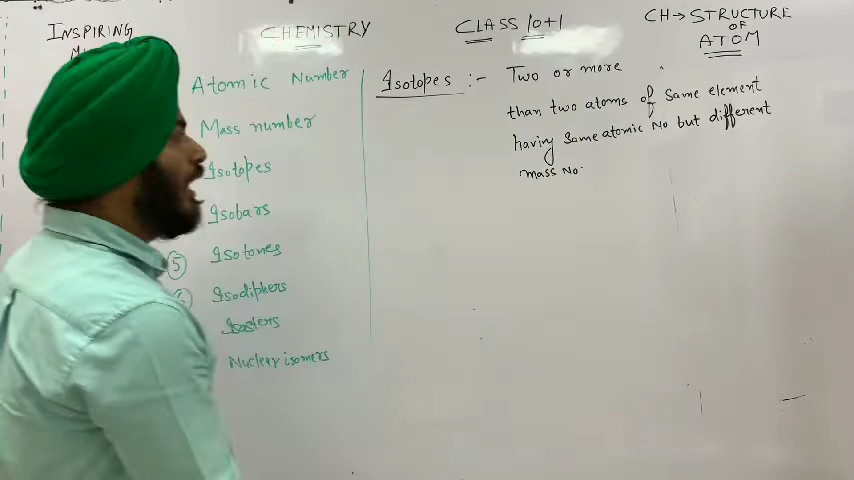 INSPIRING
CHEMISTRY
CLASS 10+1
CH→ STRUCTURE
OF
ATOM
Atomic Number
Mass number
Isotopes
Isobars
5 Isotones
Isodiphers
Isosters
Nuclear isomers
Isotopes :- Two or more
than two atoms of same element
having same atomic No but different
mass No.